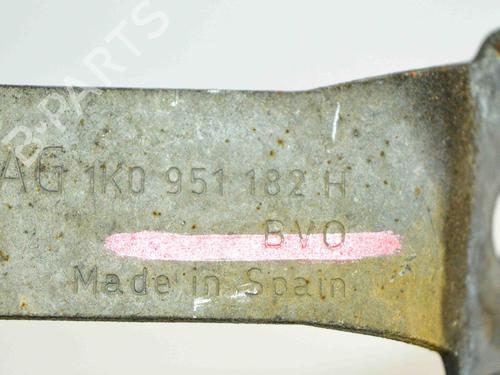 B-PARTS
AG 1K0 951 182 H
BVO
Made in Spain